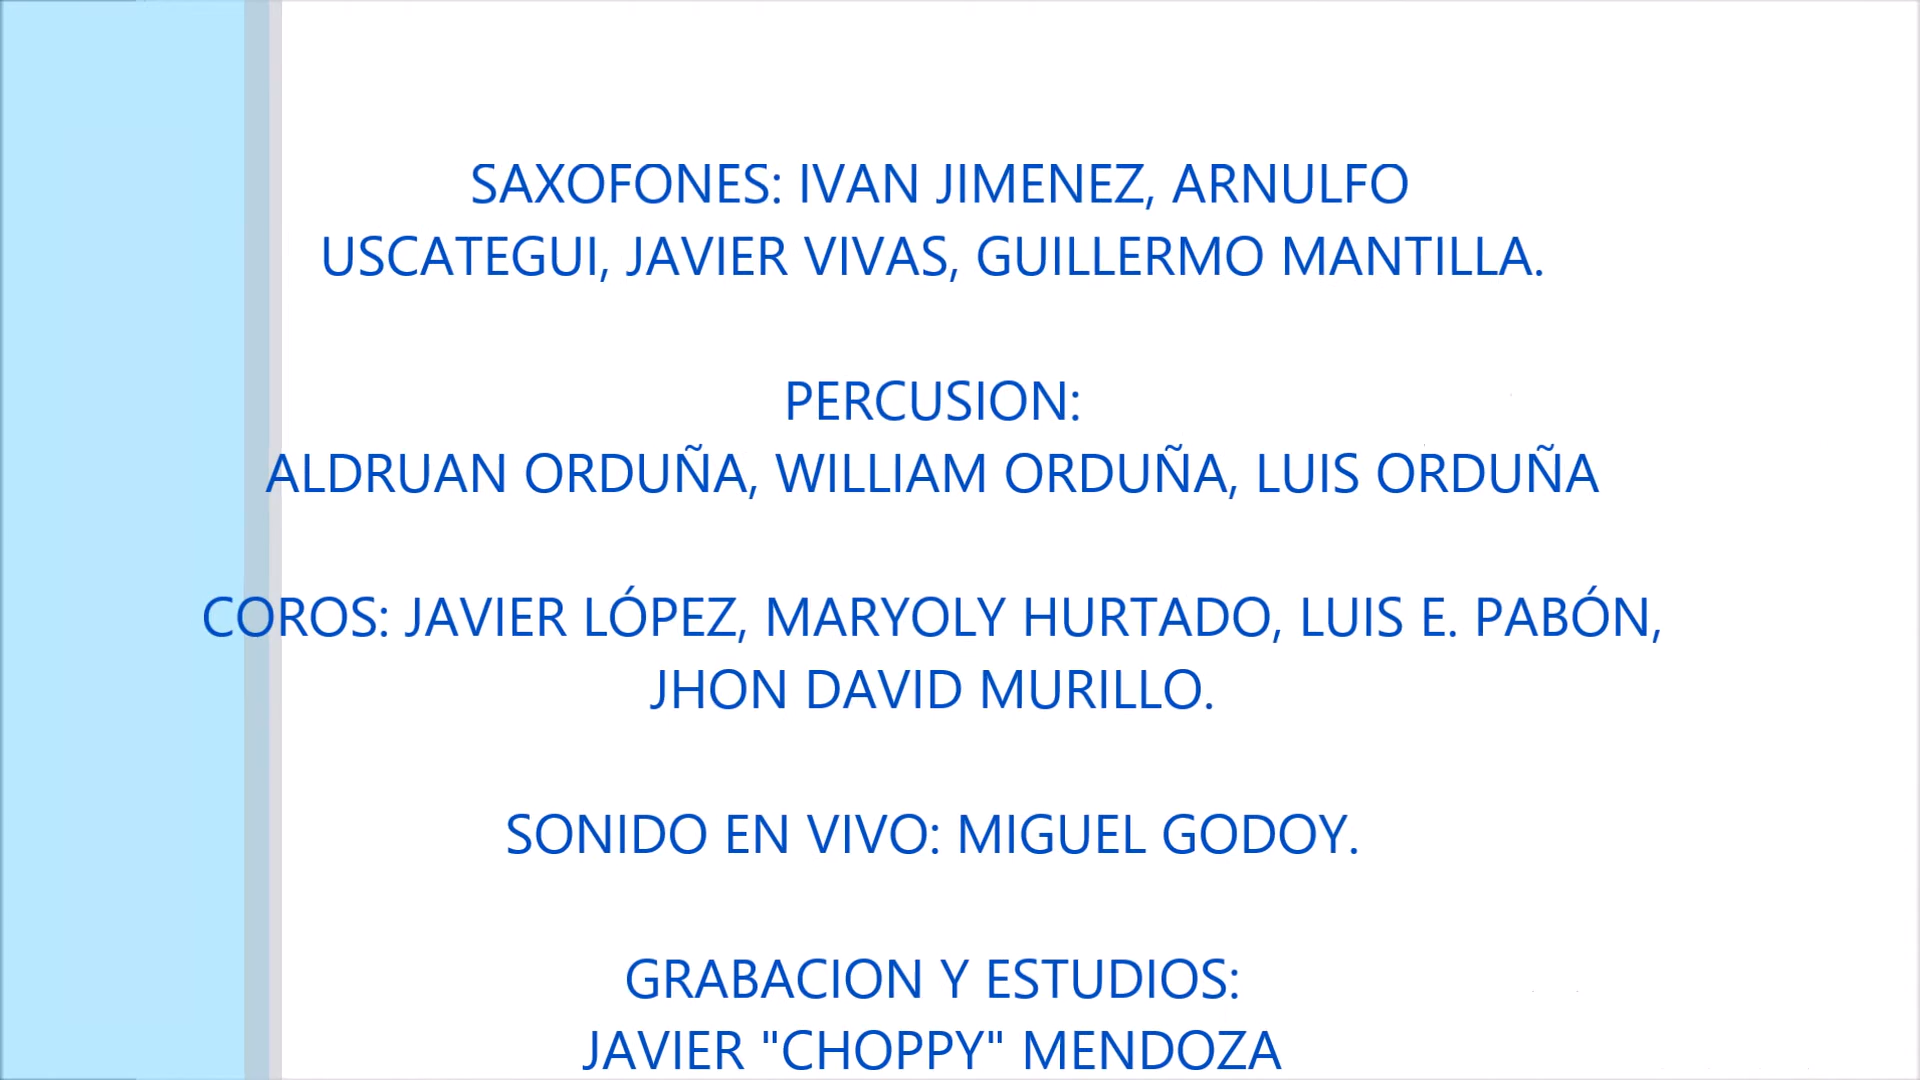 SAXOFONES: IVAN JIMENEZ, ARNULFO
USCATEGUI, JAVIER VIVAS, GUILLERMO MANTILLA.
PERCUSION:
ALDRUAN ORDUÑA, WILLIAM ORDUÑA, LUIS ORDUÑA
COROS: JAVIER LÓPEZ, MARYOLY HURTADO, LUIS E. PABÓN,
JHON DAVID MURILLO.
SONIDO EN VIVO: MIGUEL GODOY.
GRABACION Y ESTUDIOS:
JAVIER "CHOPPY" MENDOZA